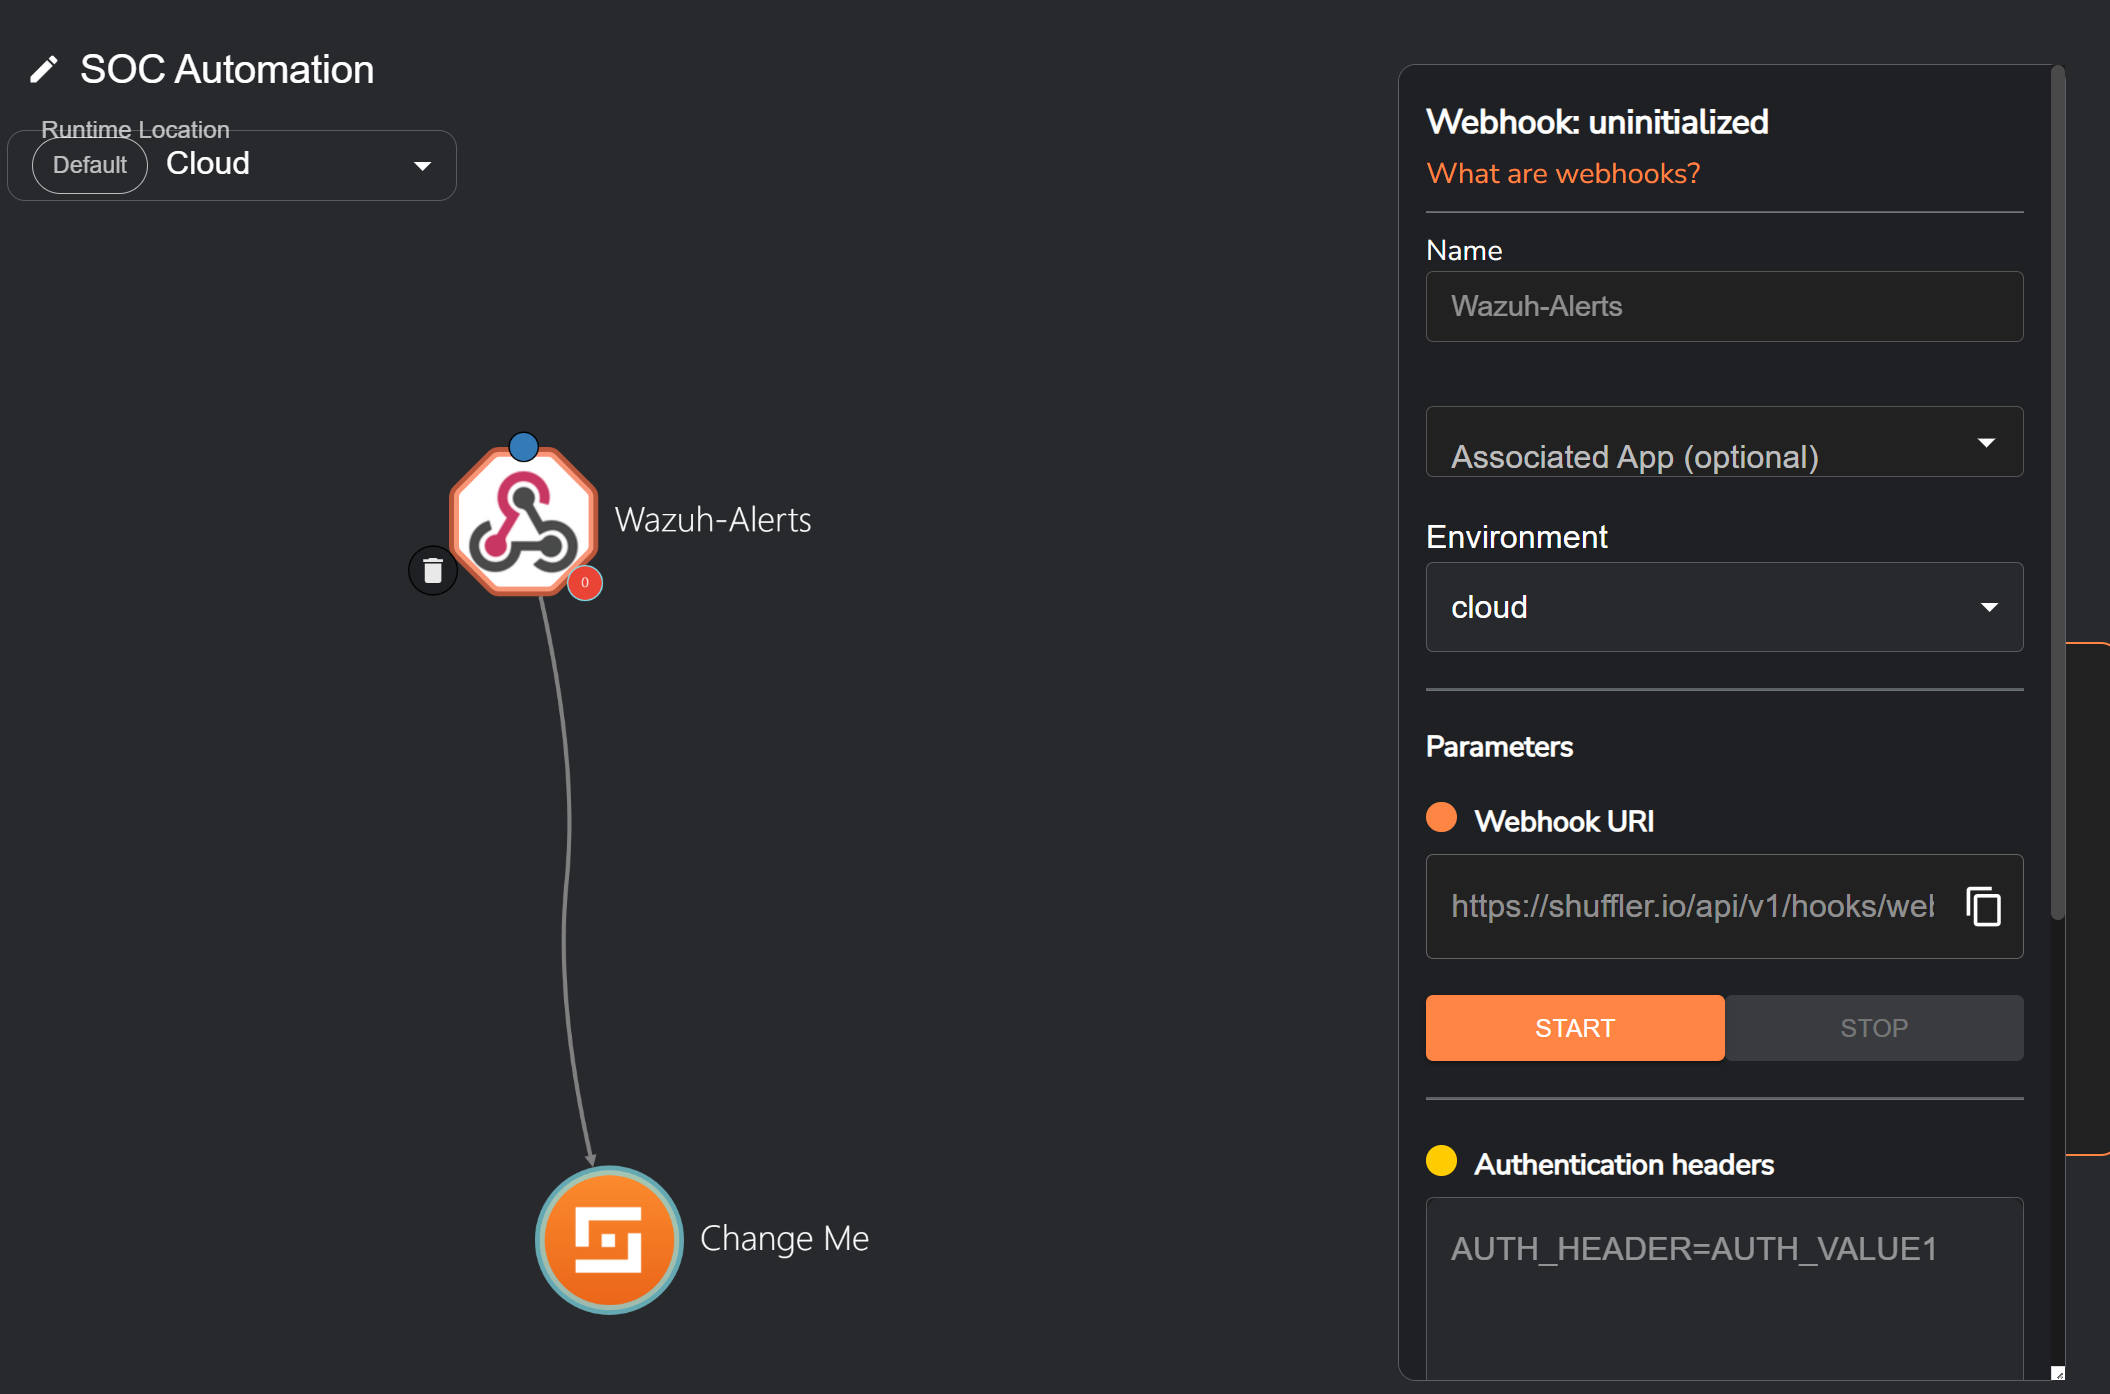 SOC Automation
Runtime Location
Default Cloud
Wazuh-Alerts
0
Change Me
Webhook: uninitialized
What are webhooks?
Name
Wazuh-Alerts
Associated App (optional)
Environment
cloud
Parameters
Webhook URI
https://shuffler.io/api/v1/hooks/web
START STOP
Authentication headers
AUTH_HEADER=AUTH_VALUE1